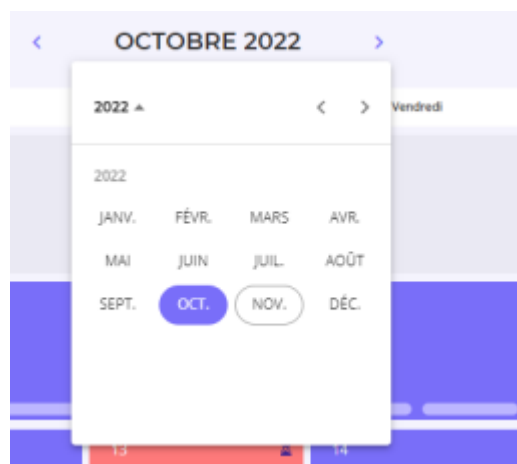 OCTOBRE 2022
2022
Vendredi
2022
JANV. FÉVR. MARS AVR.
MAI JUIN JUIL. AOÛT
SEPT. OCT. NOV. DÉC.
13 14